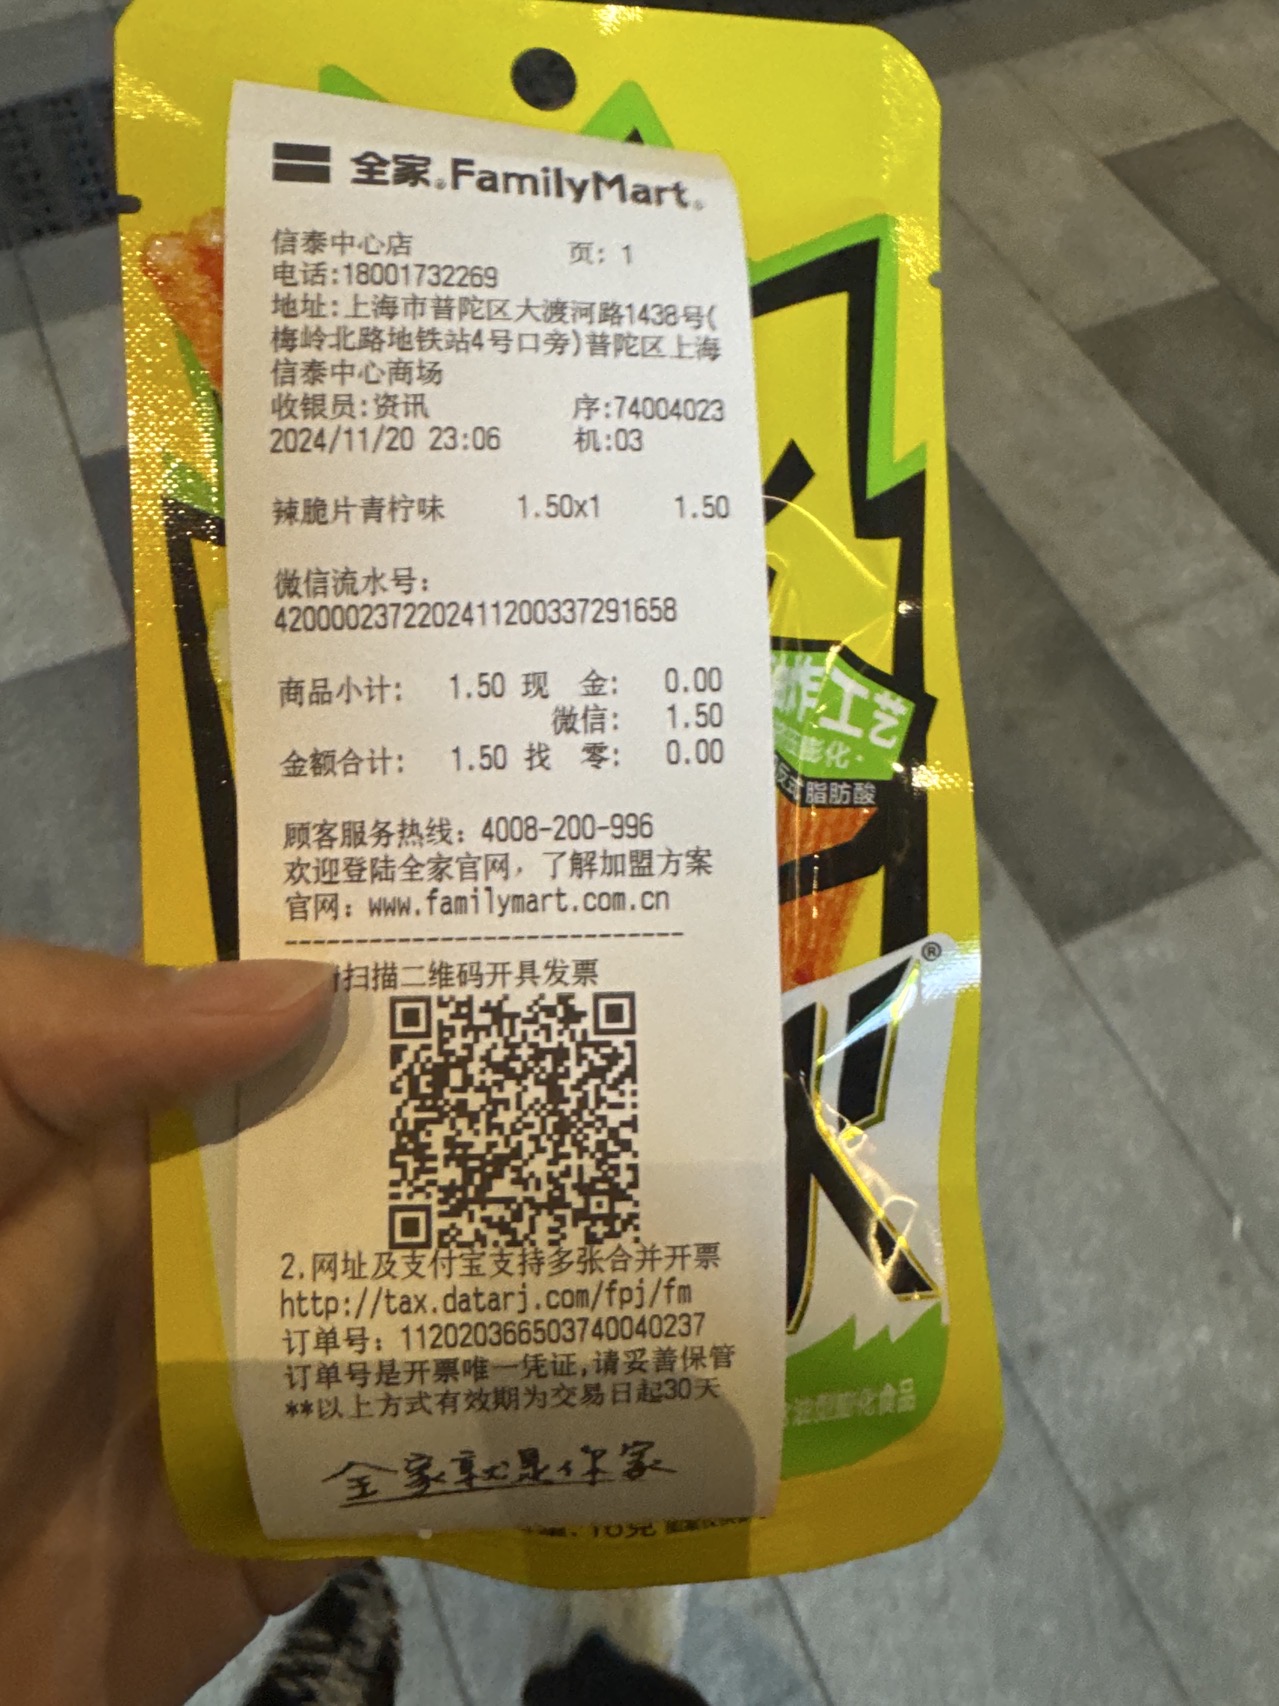 全家®FamilyMart®
信泰中心店 页: 1
电话:18001732269
地址:上海市普陀区大渡河路1438号(
梅岭北路地铁站4号口旁)普陀区上海
信泰中心商场
收银员:资讯 序:74004023
2024/11/20 23:06 机:03
辣脆片青柠味 1.50x1 1.50
微信流水号:
4200002372202411200337291658
商品小计: 1.50 现 金: 0.00
微信: 1.50
金额合计: 1.50 找 零: 0.00
顾客服务热线: 4008-200-996
欢迎登陆全家官网, 了解加盟方案
官网: www.familymart.com.cn
----------------------------
扫描二维码开具发票
2.网址及支付宝支持多张合并开票
http://tax.datarj.com/fpj/fm
订单号: 112020366503740040237
订单号是开票唯一凭证,请妥善保管
**以上方式有效期为交易日起30天
全家就是你家
炸工艺
膨化·
脂肪酸
®
型膨化食品